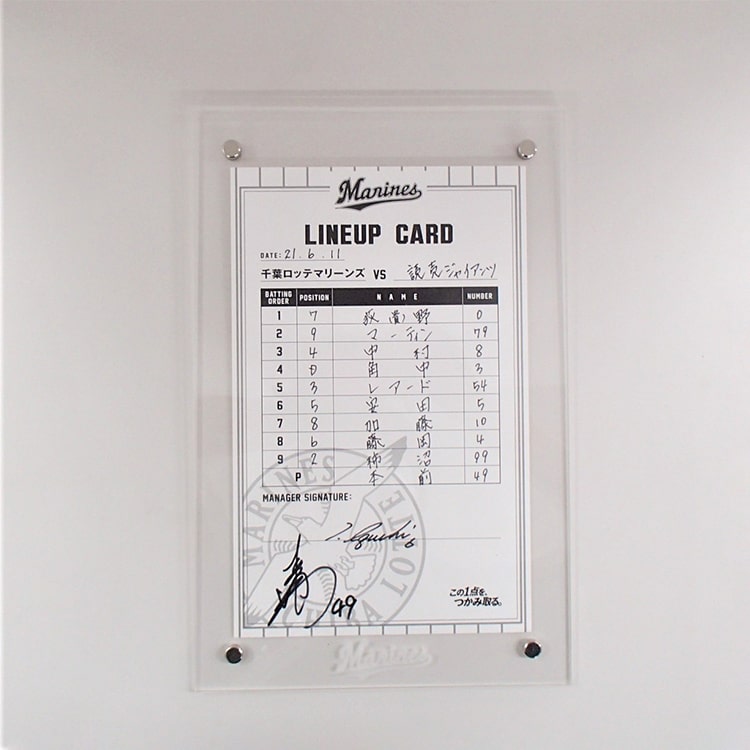 Marines
LINEUP CARD
DATE: 21. 6. 11
千葉ロッテマリーンズ VS 読売ジャイアンツ
BATTING ORDER POSITION NAME NUMBER
1 7 荻貴野 0
2 9 マーティン 79
3 4 中村 8
4 D 角中 3
5 3 レアード 54
6 5 安田 5
7 8 加藤 10
8 6 藤岡 4
9 2 柿沼 99
P 本前 49
MANAGER SIGNATURE:
49
MARINES
CHIBA LOTTE
この1点を、
つかみ取る。
Marines